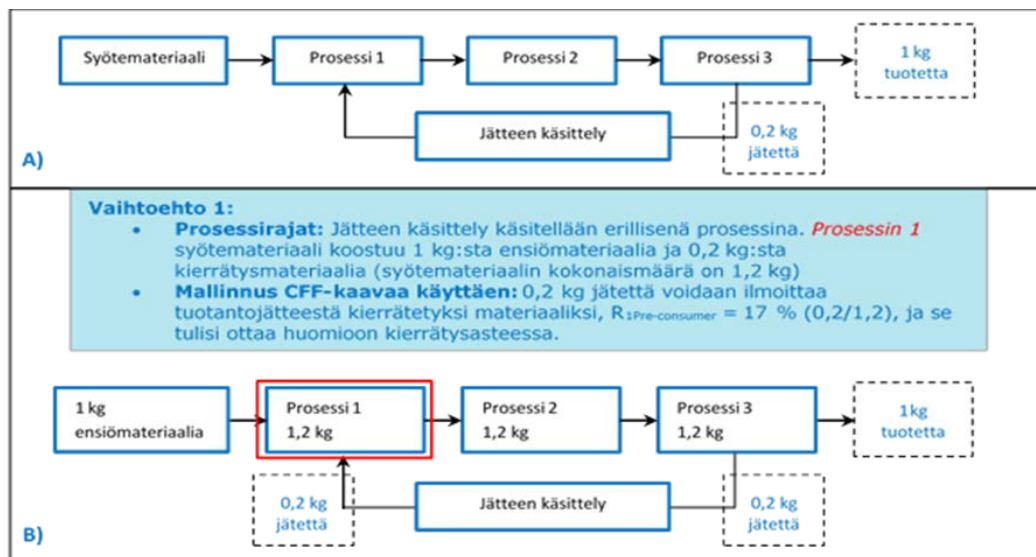 Syötemateriaali
Prosessi 1
Prosessi 2
Prosessi 3
1 kg
tuotetta
Jätteen käsittely
0,2 kg
jätettä
A)
Vaihtoehto 1:
• Prosessirajat: Jätteen käsittely käsitellään erillisenä prosessina. Prosessin 1
syötemateriaali koostuu 1 kg:sta ensiömateriaalia ja 0,2 kg:sta
kierrätysmateriaalia (syötemateriaalin kokonaismäärä on 1,2 kg)
• Mallinnus CFF-kaavaa käyttäen: 0,2 kg jätettä voidaan ilmoittaa
tuotantojätteestä kierrätetyksi materiaaliksi, R1Pre-consumer = 17 % (0,2/1,2), ja se
tulisi ottaa huomioon kierrätysasteessa.
1 kg
ensiömateriaalia
Prosessi 1
1,2 kg
Prosessi 2
1,2 kg
Prosessi 3
1,2 kg
1kg
tuotetta
0,2 kg
jätettä
Jätteen käsittely
0,2 kg
jätettä
B)